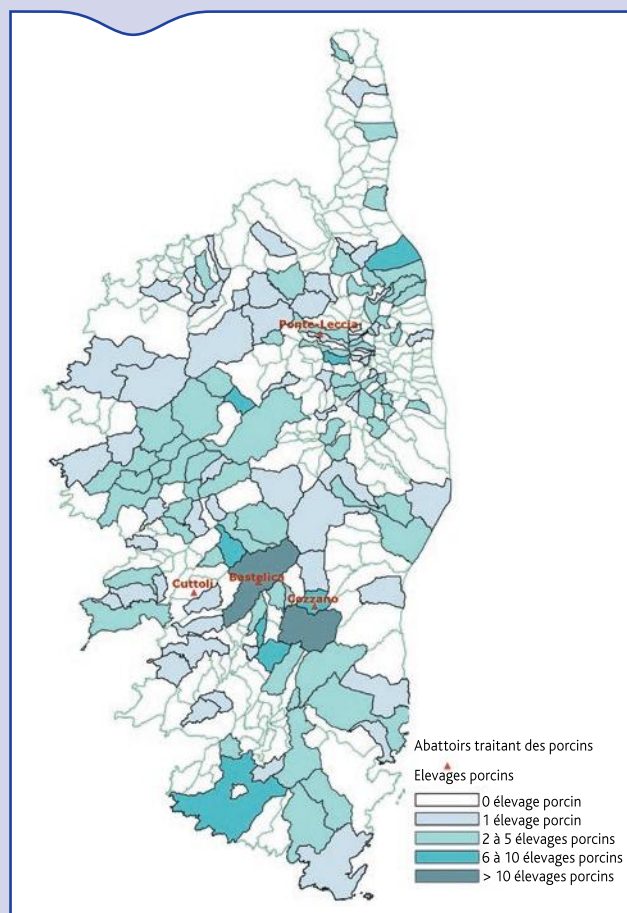 Ponte-Leccia
Cuttoli
Bastelica
Cozzano
Abattoirs traitant des porcins
Elevages porcins
0 élevage porcin
1 élevage porcin
2 à 5 élevages porcins
6 à 10 élevages porcins
> 10 élevages porcins